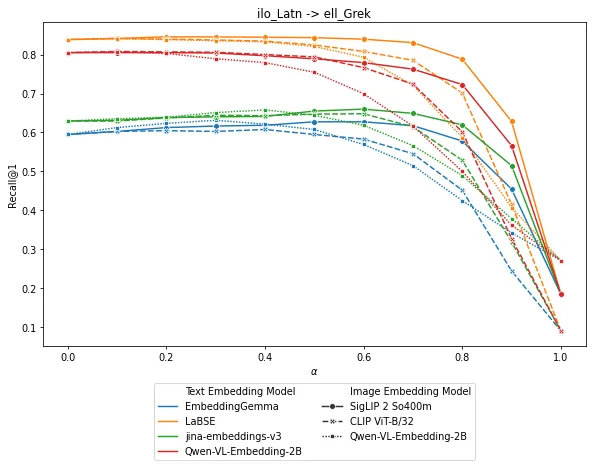 ilo_Latn -> ell_Grek
Recall@1
0.8
0.7
0.6
0.5
0.4
0.3
0.2
0.1
0.0 0.2 0.4 0.6 0.8 1.0
α
Text Embedding Model
EmbeddingGemma
LaBSE
jina-embeddings-v3
Qwen-VL-Embedding-2B
Image Embedding Model
SigLIP 2 So400m
CLIP ViT-B/32
Qwen-VL-Embedding-2B